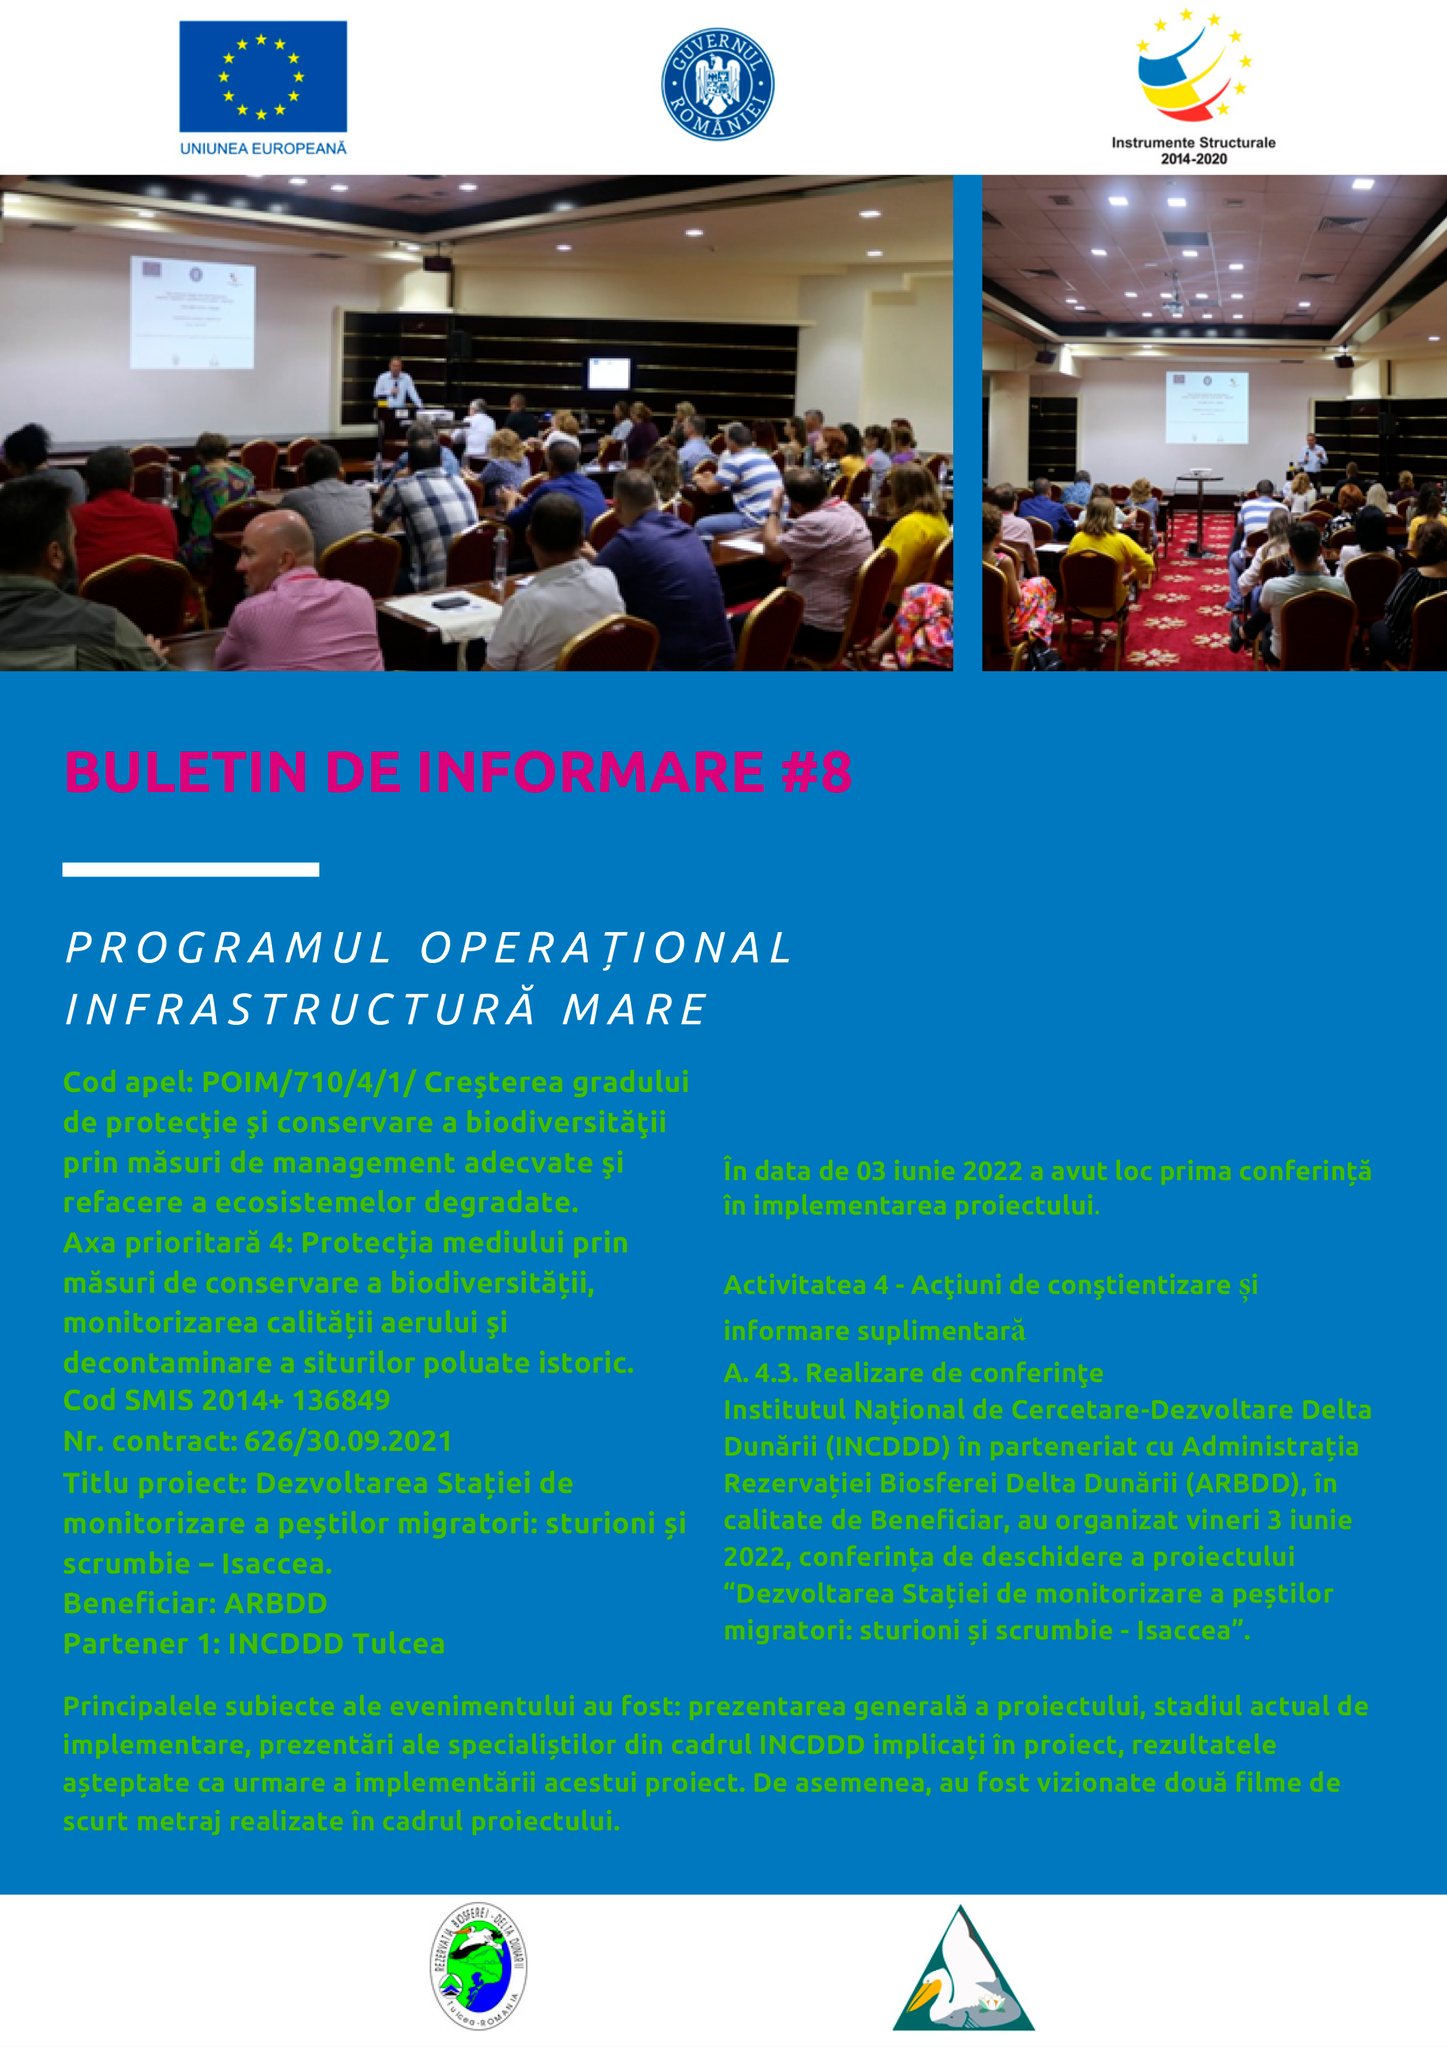 UNIUNEA EUROPEANĂ
GUVERNUL ROMÂNIEI
Instrumente Structurale
2014-2020
BULETIN DE INFORMARE #8
PROGRAMUL OPERAȚIONAL
INFRASTRUCTURĂ MARE
Cod apel: POIM/710/4/1/ Creşterea gradului
de protecţie şi conservare a biodiversităţii
prin măsuri de management adecvate şi
refacere a ecosistemelor degradate.
Axa prioritară 4: Protecția mediului prin
măsuri de conservare a biodiversității,
monitorizarea calității aerului şi
decontaminare a siturilor poluate istoric.
Cod SMIS 2014+ 136849
Nr. contract: 626/30.09.2021
Titlu proiect: Dezvoltarea Stației de
monitorizare a peștilor migratori: sturioni și
scrumbie – Isaccea.
Beneficiar: ARBDD
Partener 1: INCDDD Tulcea
În data de 03 iunie 2022 a avut loc prima conferință
în implementarea proiectului.
Activitatea 4 - Acţiuni de conştientizare și
informare suplimentară
A. 4.3. Realizare de conferinţe
Institutul Național de Cercetare-Dezvoltare Delta
Dunării (INCDDD) în parteneriat cu Administrația
Rezervației Biosferei Delta Dunării (ARBDD), în
calitate de Beneficiar, au organizat vineri 3 iunie
2022, conferința de deschidere a proiectului
“Dezvoltarea Stației de monitorizare a peștilor
migratori: sturioni și scrumbie - Isaccea”.
Principalele subiecte ale evenimentului au fost: prezentarea generală a proiectului, stadiul actual de
implementare, prezentări ale specialiștilor din cadrul INCDDD implicați în proiect, rezultatele
așteptate ca urmare a implementării acestui proiect. De asemenea, au fost vizionate două filme de
scurt metraj realizate în cadrul proiectului.
REZERVAȚIA BIOSFEREI - DELTA DUNĂRII
Tulcea - ROMANIA